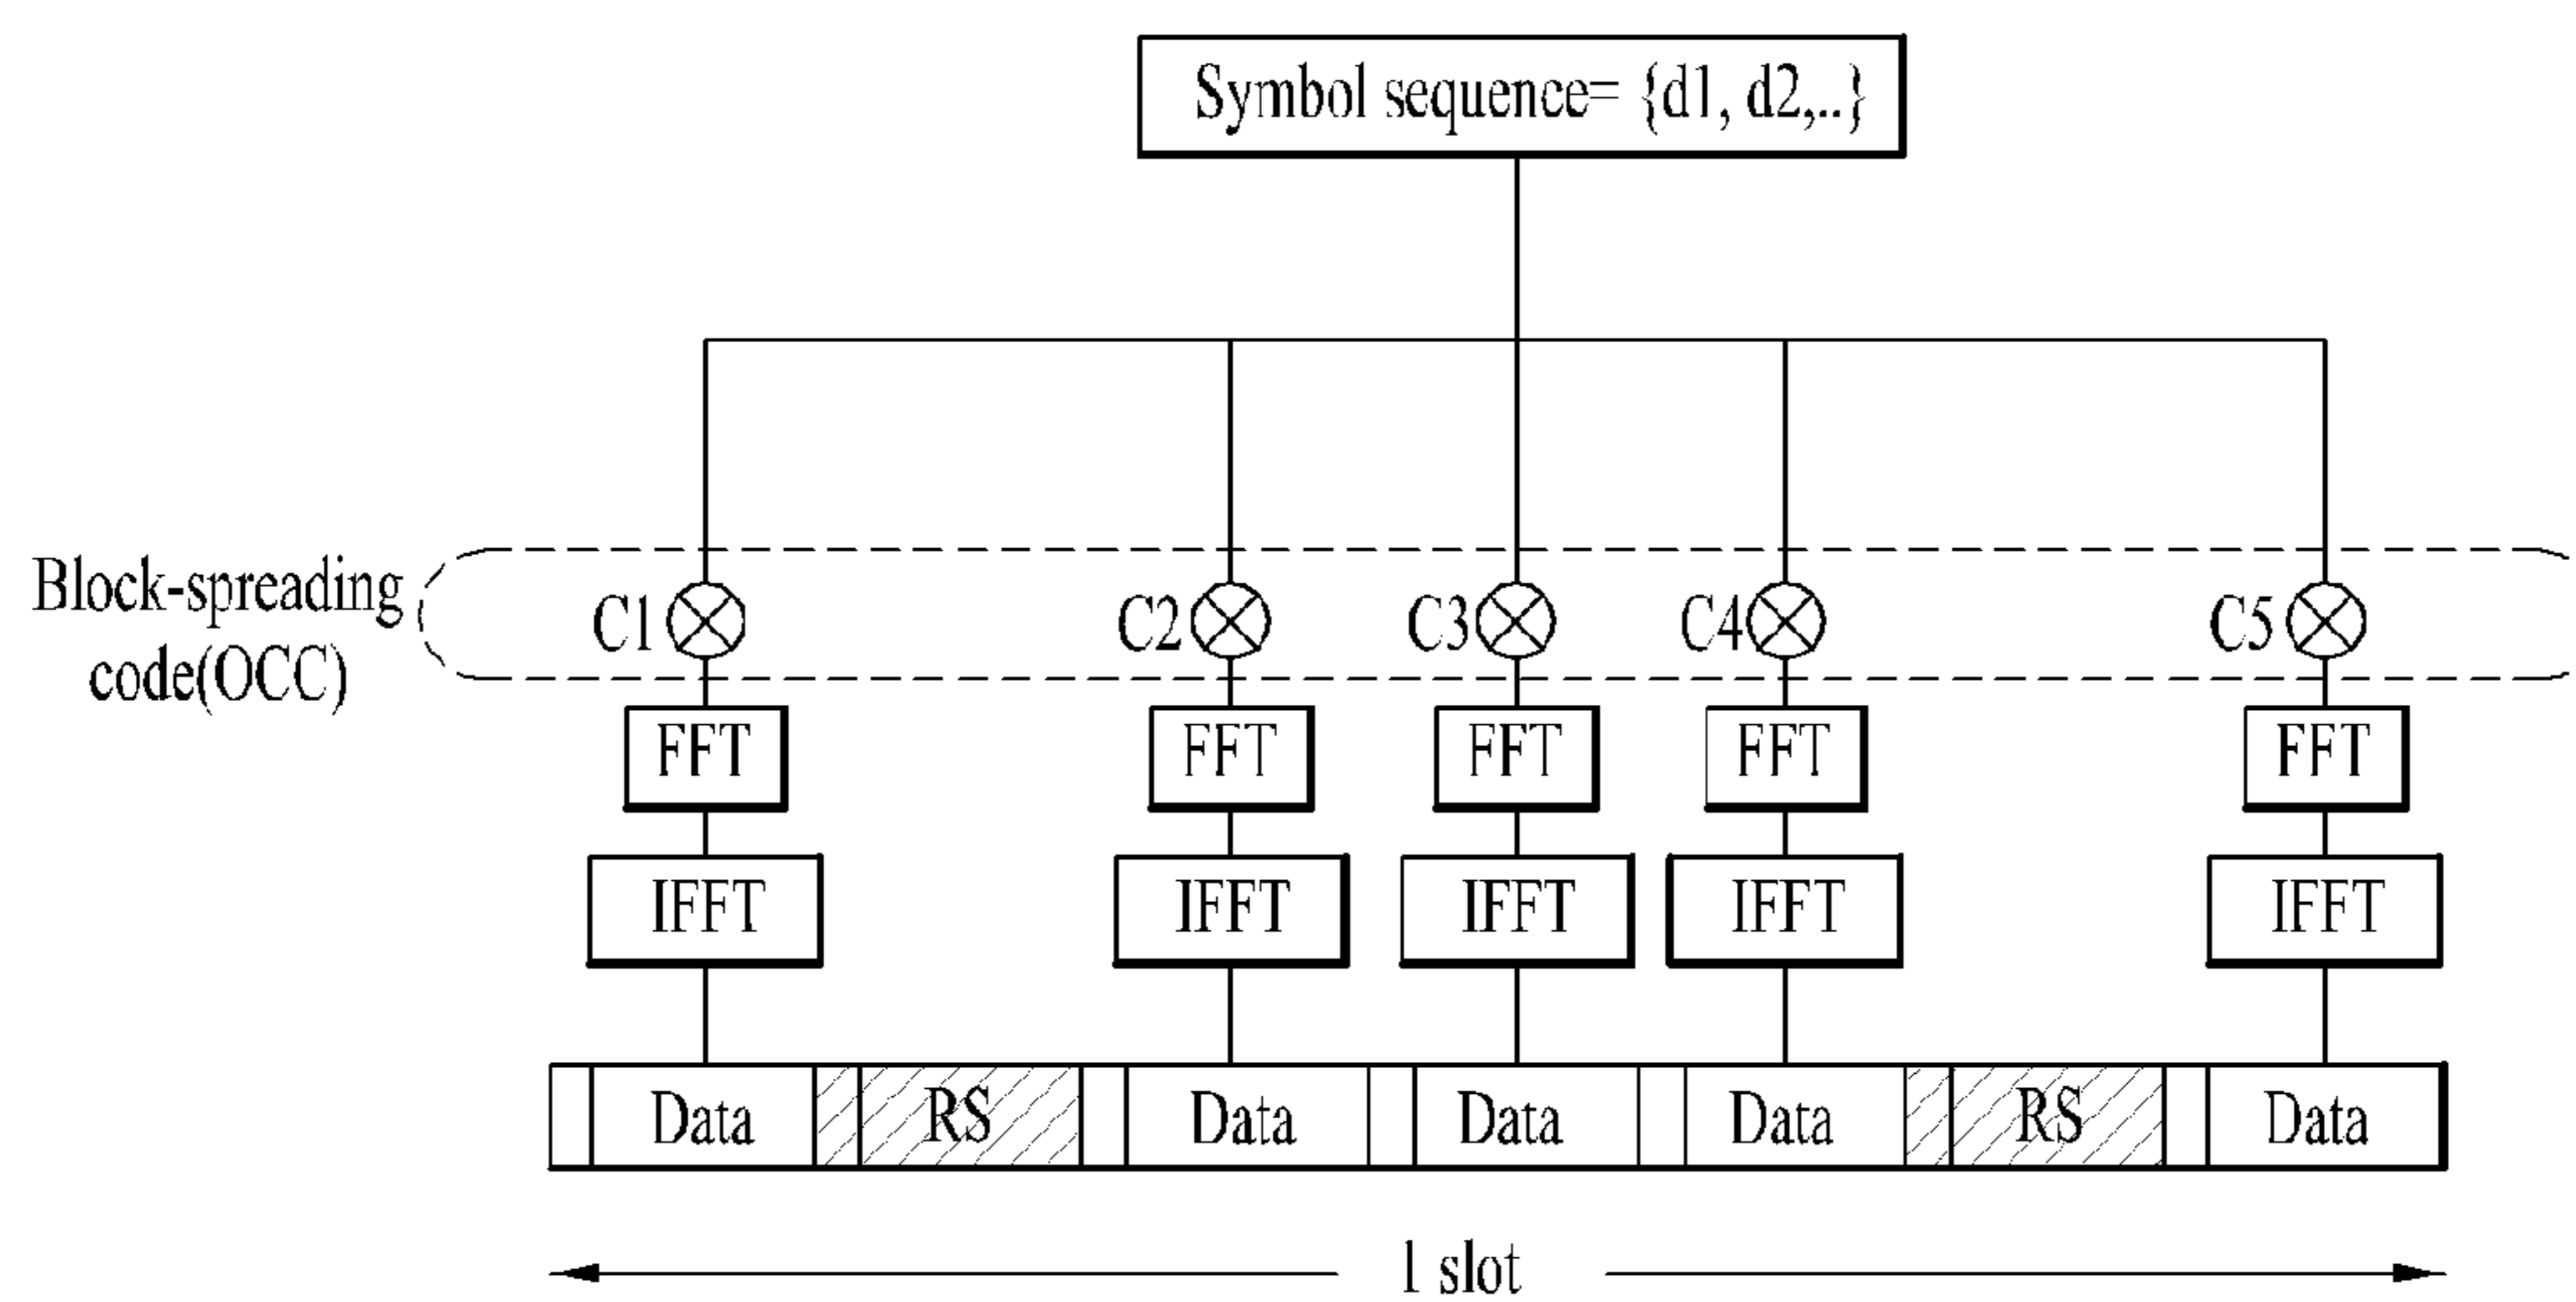 Symbol sequence= {d1, d2,..}
Block-spreading
code(OCC)
C1 C2 C3 C4 C5
FFT FFT FFT FFT FFT
IFFT IFFT IFFT IFFT IFFT
Data RS Data Data Data RS Data
1 slot